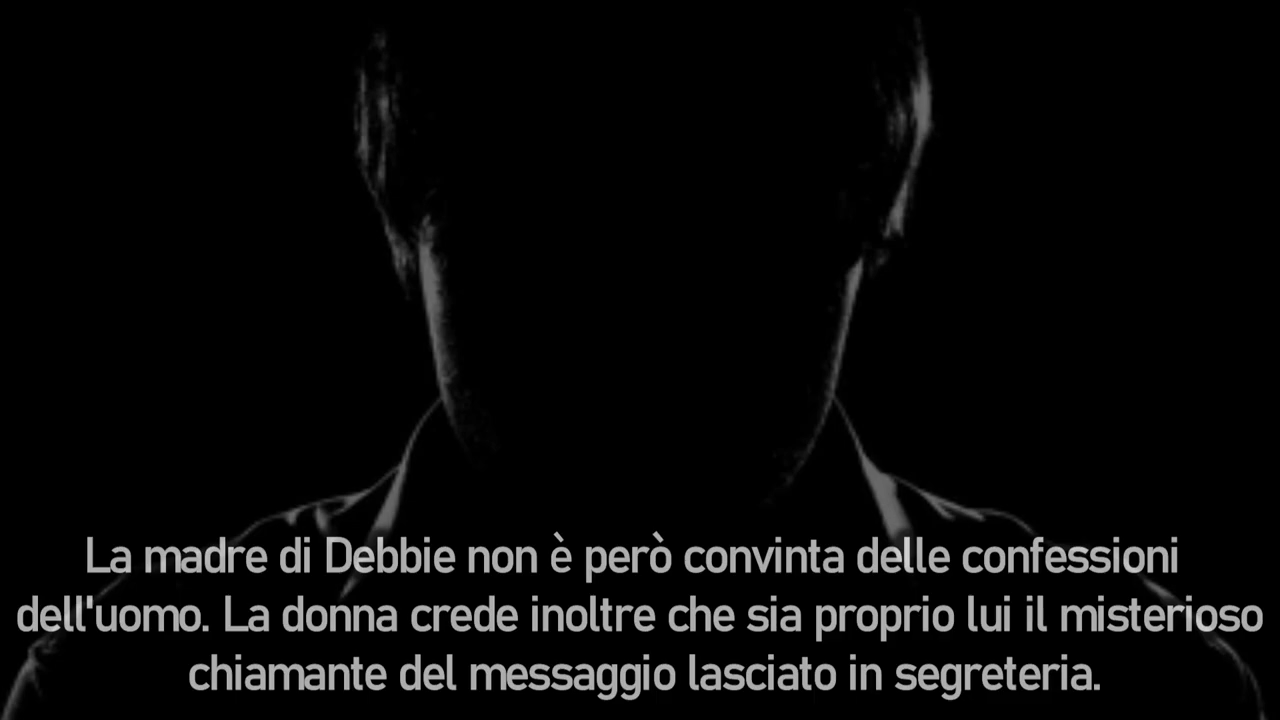 La madre di Debbie non è però convinta delle confessioni
dell'uomo. La donna crede inoltre che sia proprio lui il misterioso
chiamante del messaggio lasciato in segreteria.